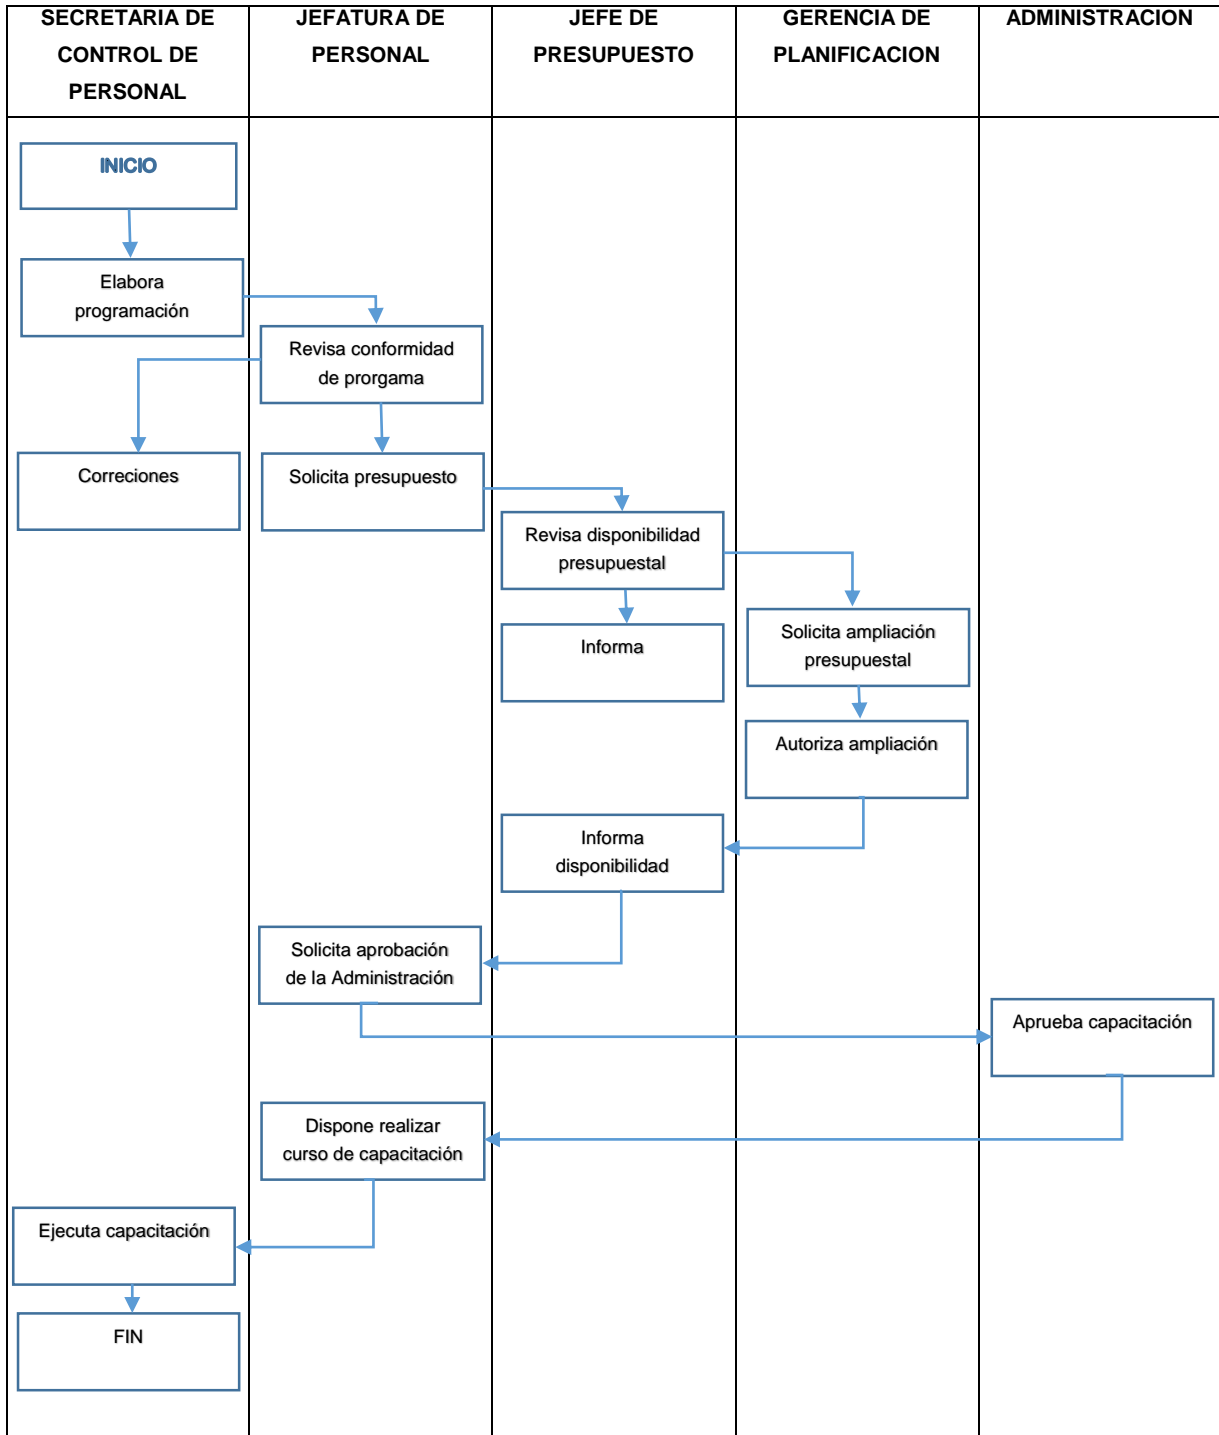 SECRETARIA DE
CONTROL DE
PERSONAL
JEFATURA DE
PERSONAL
JEFE DE
PRESUPUESTO
GERENCIA DE
PLANIFICACION
ADMINISTRACION
INICIO
Elabora
programación
Revisa conformidad
de prorgama
Correciones
Solicita presupuesto
Revisa disponibilidad
presupuestal
Informa
Solicita ampliación
presupuestal
Autoriza ampliación
Informa
disponibilidad
Solicita aprobación
de la Administración
Aprueba capacitación
Dispone realizar
curso de capacitación
Ejecuta capacitación
FIN